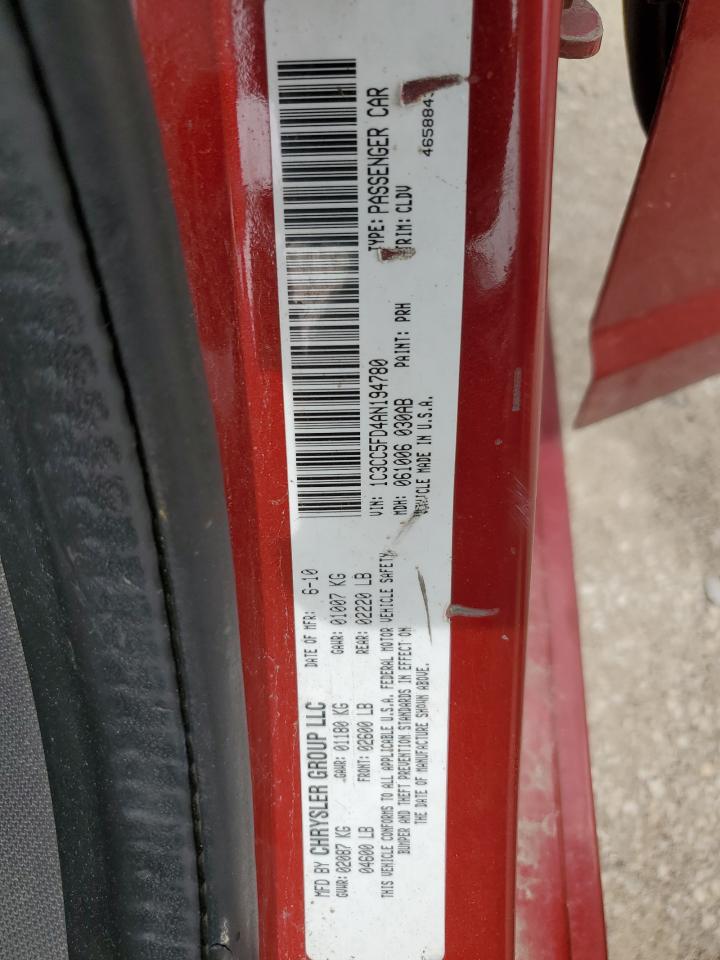 MFD BY CHRYSLER GROUP LLC DATE OF MFR: 6-10
GVWR: 02087 KG GAWR: 01180 KG GAWR: 01007 KG
04600 LB FRONT: 02600 LB REAR: 02220 LB
THIS VEHICLE CONFORMS TO ALL APPLICABLE U.S.A. FEDERAL MOTOR VEHICLE SAFETY,
BUMPER AND THEFT PREVENTION STANDARDS IN EFFECT ON
THE DATE OF MANUFACTURE SHOWN ABOVE.
VIN: 1C3CC5FD4AN194780 TYPE: PASSENGER CAR
MDH: 061006 030AB PAINT: PRH TRIM: CLDV
VEHICLE MADE IN U.S.A. 4658843